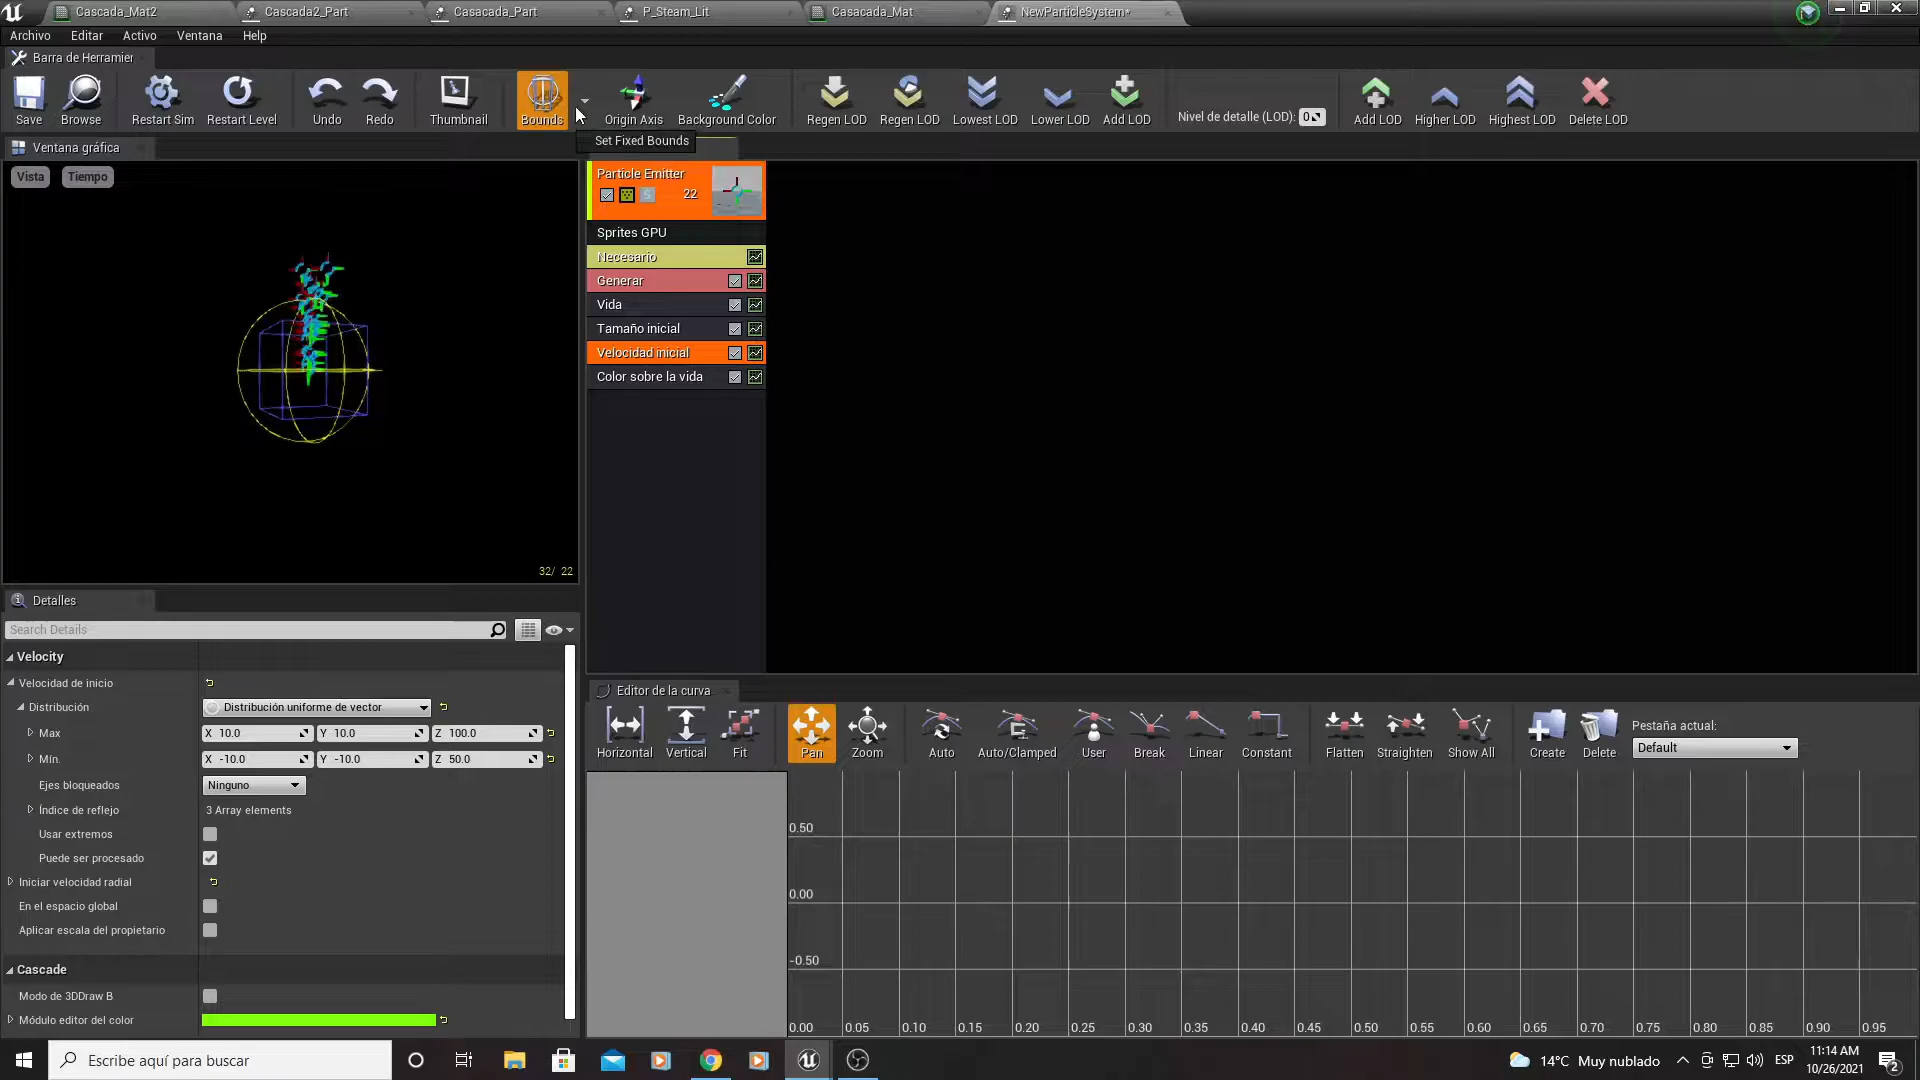 Cascada_Mat2
Cascada2_Part
Casacada_Part
P_Steam_Lit
Casacada_Mat
NewParticleSystem*
Archivo
Editar
Activo
Ventana
Help
Barra de Herramier
Save
Browse
Restart Sim
Restart Level
Undo
Redo
Thumbnail
Bounds
Origin Axis
Background Color
Regen LOD
Regen LOD
Lowest LOD
Lower LOD
Add LOD
Nivel de detalle (LOD): 0
Add LOD
Higher LOD
Highest LOD
Delete LOD
Set Fixed Bounds
Ventana gráfica
Vista
Tiempo
32/ 22
Particle Emitter
22
Sprites GPU
Necesario
Generar
Vida
Tamaño inicial
Velocidad inicial
Color sobre la vida
Detalles
Search Details
Velocity
Velocidad de inicio
Distribución
Distribución uniforme de vector
Max
X 10.0
Y 10.0
Z 100.0
Mín.
X -10.0
Y -10.0
Z 50.0
Ejes bloqueados
Ninguno
Índice de reflejo
3 Array elements
Usar extremos
Puede ser procesado
Iniciar velocidad radial
En el espacio global
Aplicar escala del propietario
Cascade
Modo de 3DDraw B
Módulo editor del color
Editor de la curva
Horizontal
Vertical
Fit
Pan
Zoom
Auto
Auto/Clamped
User
Break
Linear
Constant
Flatten
Straighten
Show All
Create
Delete
Pestaña actual:
Default
0.50
0.00
-0.50
0.00 0.05 0.10 0.15 0.20 0.25 0.30 0.35 0.40 0.45 0.50 0.55 0.60 0.65 0.70 0.75 0.80 0.85 0.90 0.95
Escribe aquí para buscar
14°C Muy nublado
ESP
11:14 AM
10/26/2021
2